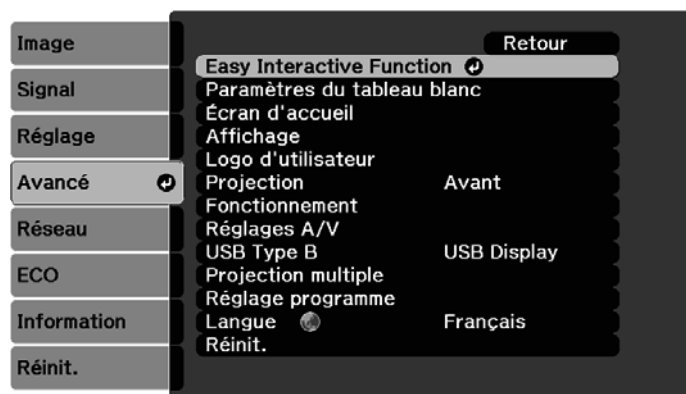 Image
Signal
Réglage
Avancé
Réseau
ECO
Information
Réinit.
Retour
Easy Interactive Function
Paramètres du tableau blanc
Écran d'accueil
Affichage
Logo d'utilisateur
Projection Avant
Fonctionnement
Réglages A/V
USB Type B USB Display
Projection multiple
Réglage programme
Langue Français
Réinit.